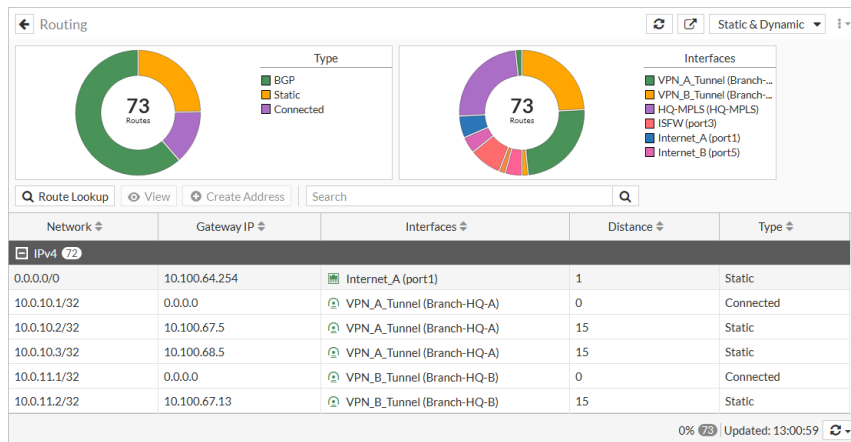 Routing
Static & Dynamic
Type
BGP
Static
Connected
73
Routes
Interfaces
VPN_A_Tunnel (Branch-...
VPN_B_Tunnel (Branch-...
HQ-MPLS (HQ-MPLS)
ISFW (port3)
Internet_A (port1)
Internet_B (port5)
73
Routes
Route Lookup View Create Address Search
Network Gateway IP Interfaces Distance Type
IPv4 72
0.0.0.0/0 10.100.64.254 Internet_A (port1) 1 Static
10.0.10.1/32 0.0.0.0 VPN_A_Tunnel (Branch-HQ-A) 0 Connected
10.0.10.2/32 10.100.67.5 VPN_A_Tunnel (Branch-HQ-A) 15 Static
10.0.10.3/32 10.100.68.5 VPN_A_Tunnel (Branch-HQ-A) 15 Static
10.0.11.1/32 0.0.0.0 VPN_B_Tunnel (Branch-HQ-B) 0 Connected
10.0.11.2/32 10.100.67.13 VPN_B_Tunnel (Branch-HQ-B) 15 Static
0% 73 Updated: 13:00:59